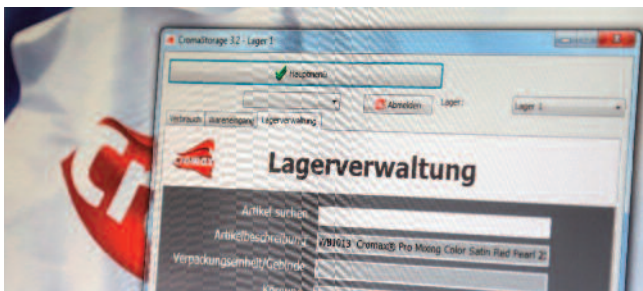 CromaStorage 3.2 - Lager 1
Hauptmenü
Abmelden Lager: Lager 1
Verbrauch Wareneingang Lagerverwaltung
cromax
Lagerverwaltung
Artikel suchen
Artikelbeschreibung WB1013 Cromax® Pro Mixing Color Satin Red Pearl
Verpackungseinheit/Gebinde